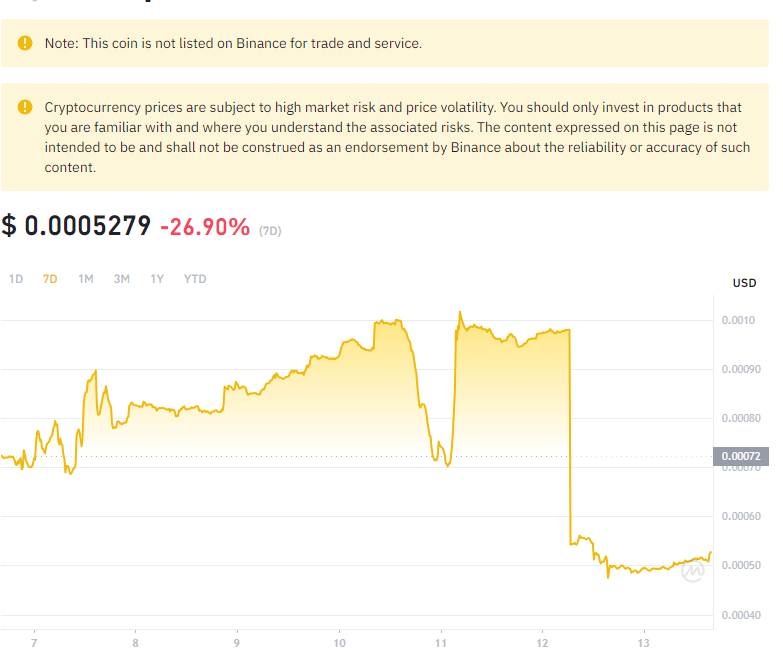 Note: This coin is not listed on Binance for trade and service.
Cryptocurrency prices are subject to high market risk and price volatility. You should only invest in products that
you are familiar with and where you understand the associated risks. The content expressed on this page is not
intended to be and shall not be construed as an endorsement by Binance about the reliability or accuracy of such
content.
$ 0.0005279 -26.90% (7D)
1D 7D 1M 3M 1Y YTD
USD
0.0010
0.00090
0.00080
0.00072
0.00070
0.00060
0.00050
0.00040
7 8 9 10 11 12 13